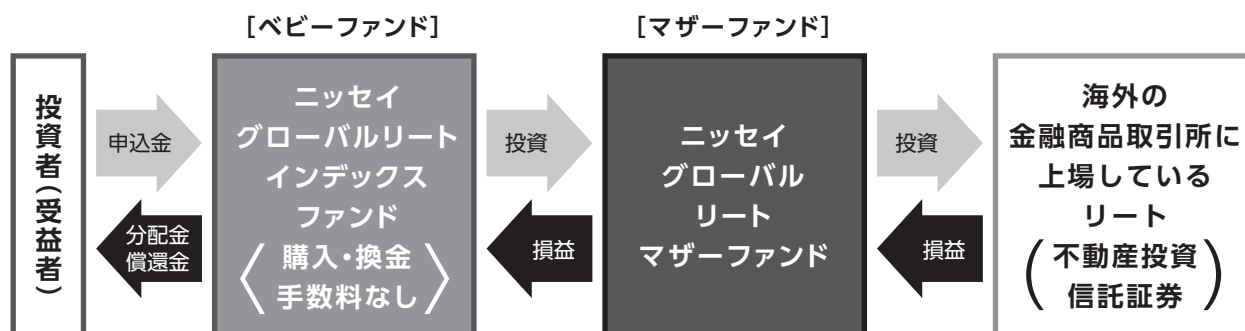 ［ベビーファンド］
［マザーファンド］
投資者（受益者）
申込金
分配金
償還金
ニッセイ
グローバルリート
インデックス
ファンド
〈購入・換金
手数料なし〉
投資
損益
ニッセイ
グローバル
リート
マザーファンド
投資
損益
海外の
金融商品取引所に
上場している
リート
（不動産投資
信託証券）